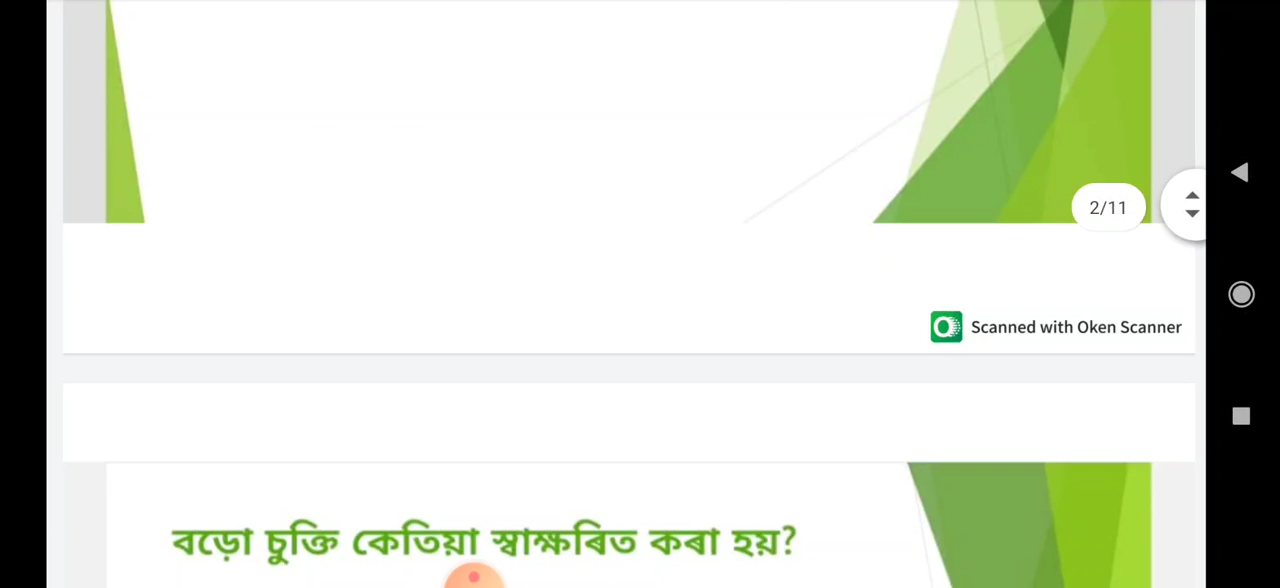 2/11
Scanned with Oken Scanner
বড়ো চুক্তি কেতিয়া স্বাক্ষৰিত কৰা হয়?